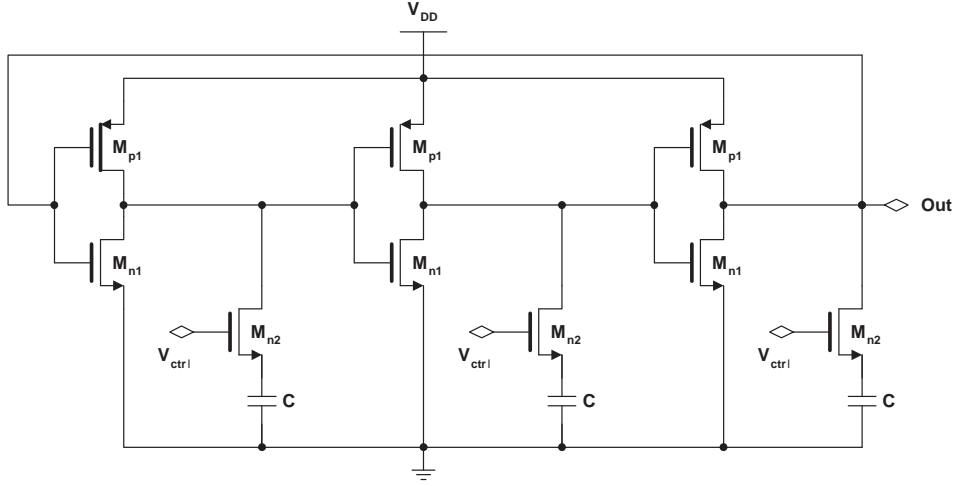 V_DD
M_p1
M_p1
M_p1
Out
M_n1
M_n1
M_n1
M_n2
M_n2
M_n2
V_ctrl
V_ctrl
V_ctrl
C
C
C